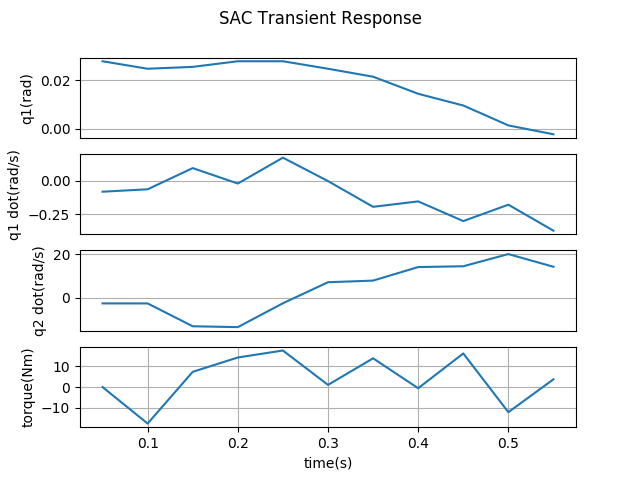 SAC Transient Response
q1(rad)
0.02
0.00
q1 dot(rad/s)
0.00
−0.25
q2 dot(rad/s)
20
0
torque(Nm)
10
0
−10
0.1 0.2 0.3 0.4 0.5
time(s)